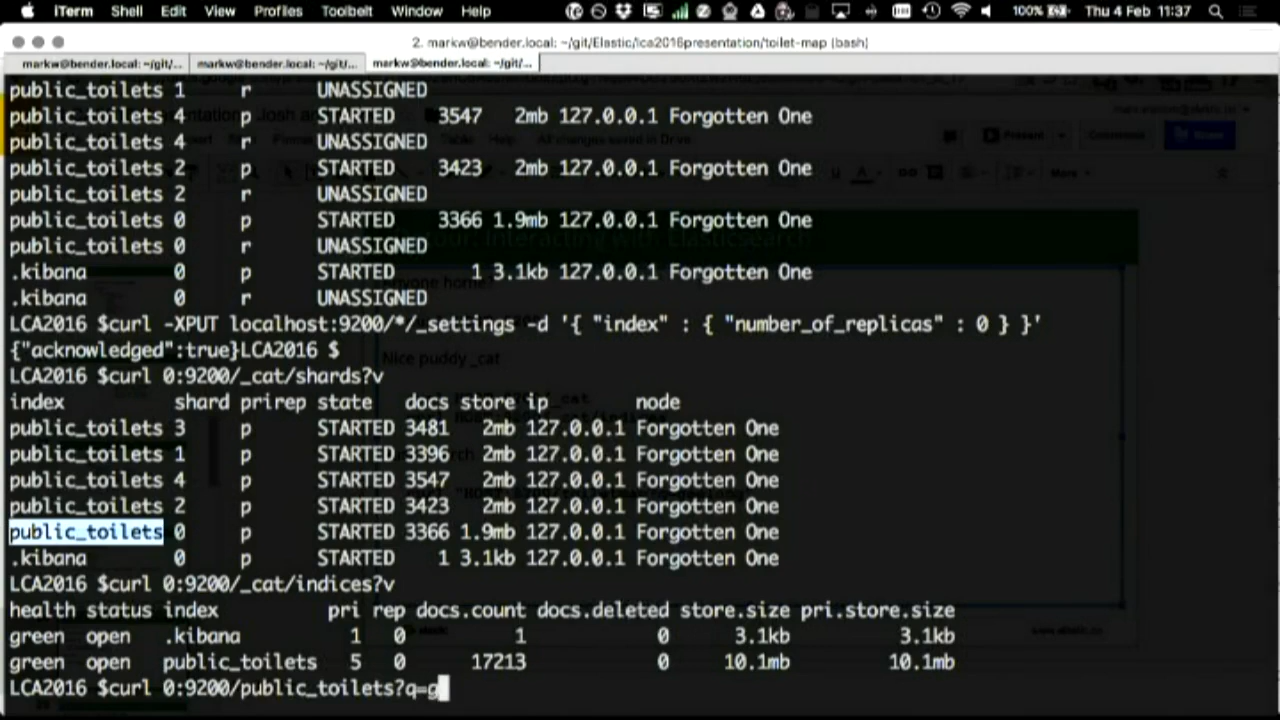 iTerm Shell Edit View Profiles Toolbelt Window Help 100% Thu 4 Feb 11:37
2. markw@bender.local: ~/git/Elastic/lca2016presentation/toilet-map (bash)
markw@bender.local: ~/git/... markw@bender.local: ~/git/... markw@bender.local: ~/git/...
public_toilets 1 r UNASSIGNED
public_toilets 4 p STARTED 3547 2mb 127.0.0.1 Forgotten One
public_toilets 4 r UNASSIGNED
public_toilets 2 p STARTED 3423 2mb 127.0.0.1 Forgotten One
public_toilets 2 r UNASSIGNED
public_toilets 0 p STARTED 3366 1.9mb 127.0.0.1 Forgotten One
public_toilets 0 r UNASSIGNED
.kibana 0 p STARTED 1 3.1kb 127.0.0.1 Forgotten One
.kibana 0 r UNASSIGNED
LCA2016 $curl -XPUT localhost:9200/*/_settings -d '{ "index" : { "number_of_replicas" : 0 } }'
{"acknowledged":true}LCA2016 $
LCA2016 $curl 0:9200/_cat/shards?v
index shard prirep state docs store ip node
public_toilets 3 p STARTED 3481 2mb 127.0.0.1 Forgotten One
public_toilets 1 p STARTED 3396 2mb 127.0.0.1 Forgotten One
public_toilets 4 p STARTED 3547 2mb 127.0.0.1 Forgotten One
public_toilets 2 p STARTED 3423 2mb 127.0.0.1 Forgotten One
public_toilets 0 p STARTED 3366 1.9mb 127.0.0.1 Forgotten One
.kibana 0 p STARTED 1 3.1kb 127.0.0.1 Forgotten One
LCA2016 $curl 0:9200/_cat/indices?v
health status index pri rep docs.count docs.deleted store.size pri.store.size
green open .kibana 1 0 1 0 3.1kb 3.1kb
green open public_toilets 5 0 17213 0 10.1mb 10.1mb
LCA2016 $curl 0:9200/public_toilets?q=g